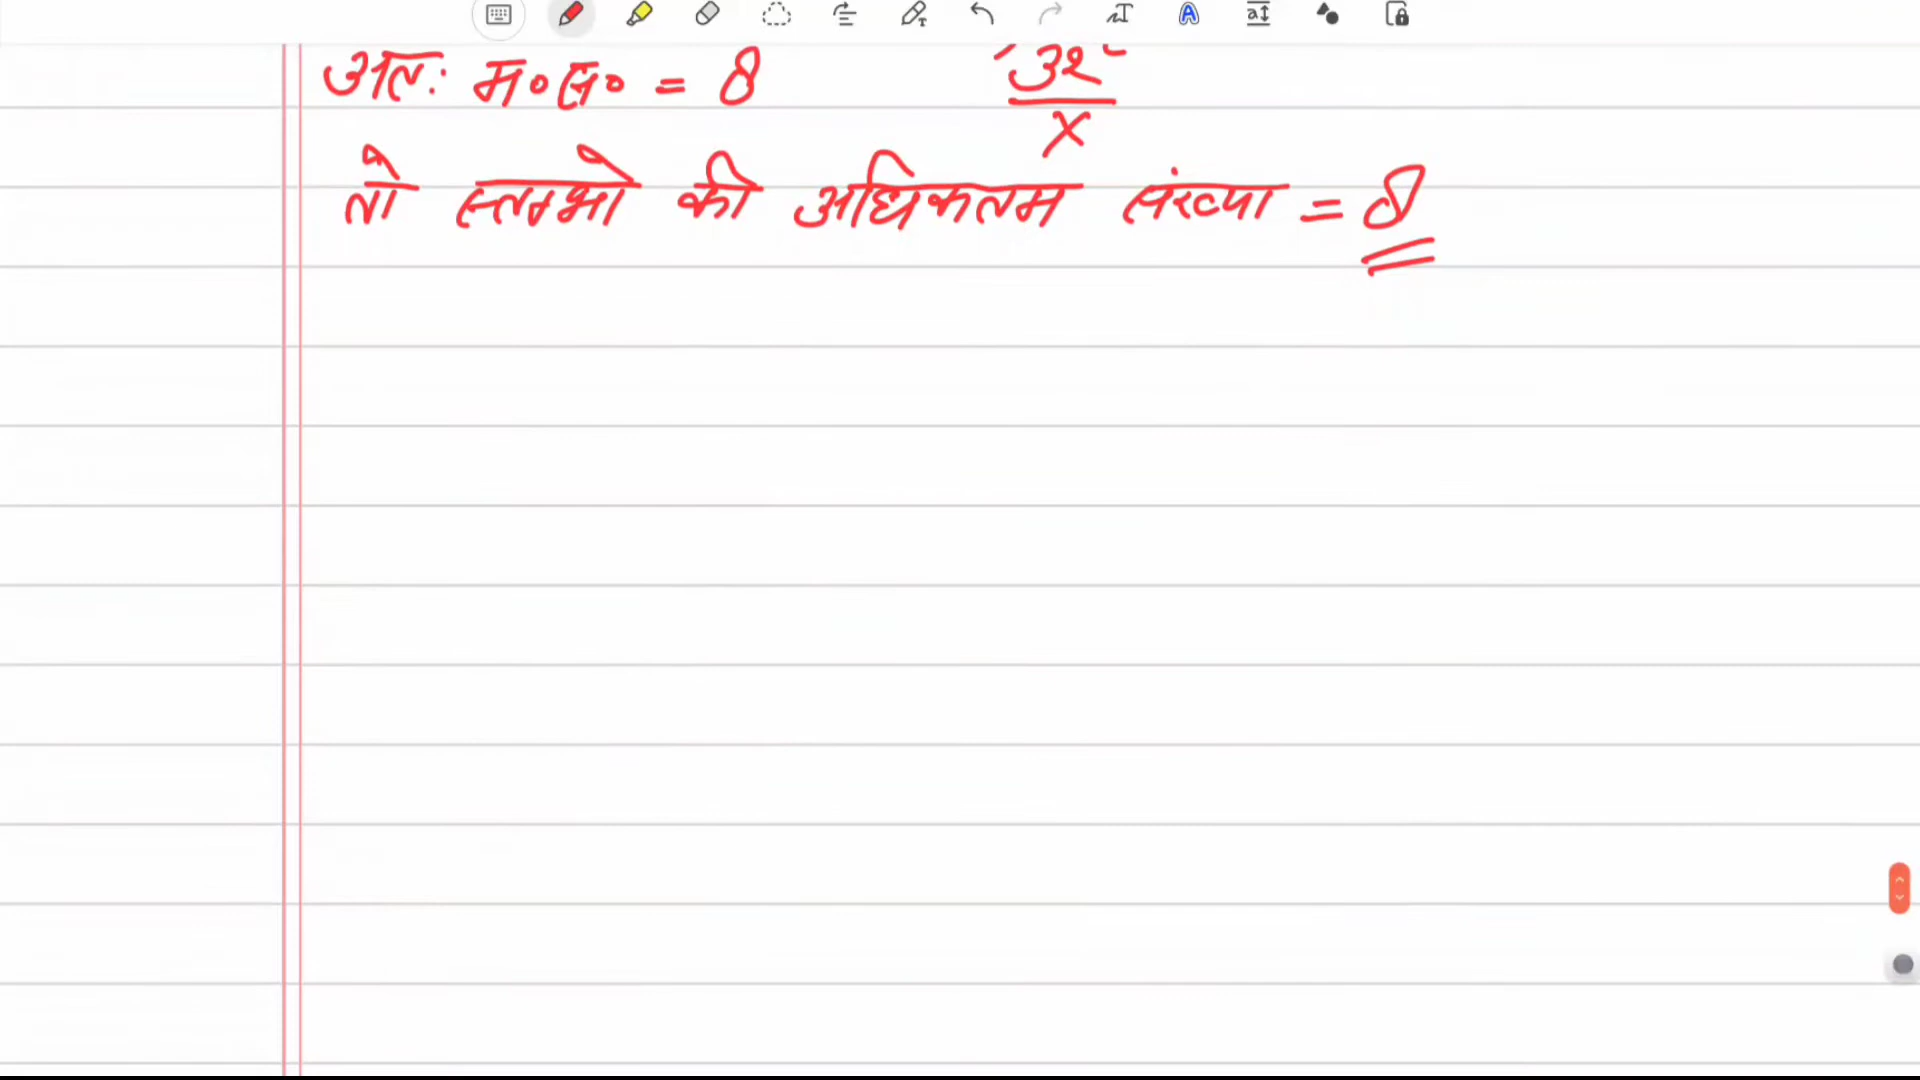 अतः म०स० = 8
32
x
तो स्तम्भो की अधिकतम संख्या = 8